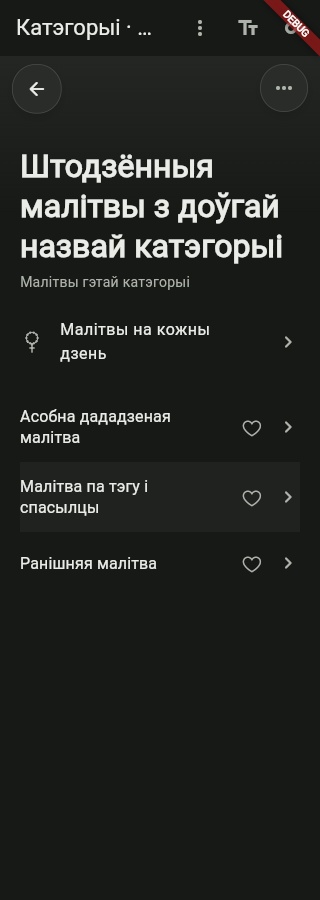 Катэгорыі · ...
Тт
DEBUG
Штодзённыя
малітвы з доўгай
назвай катэгорыі
Малітвы гэтай катэгорыі
Малітвы на кожны
дзень
Асобна дададзеная
малітва
Малітва па тэгу і
спасылцы
Ранішняя малітва